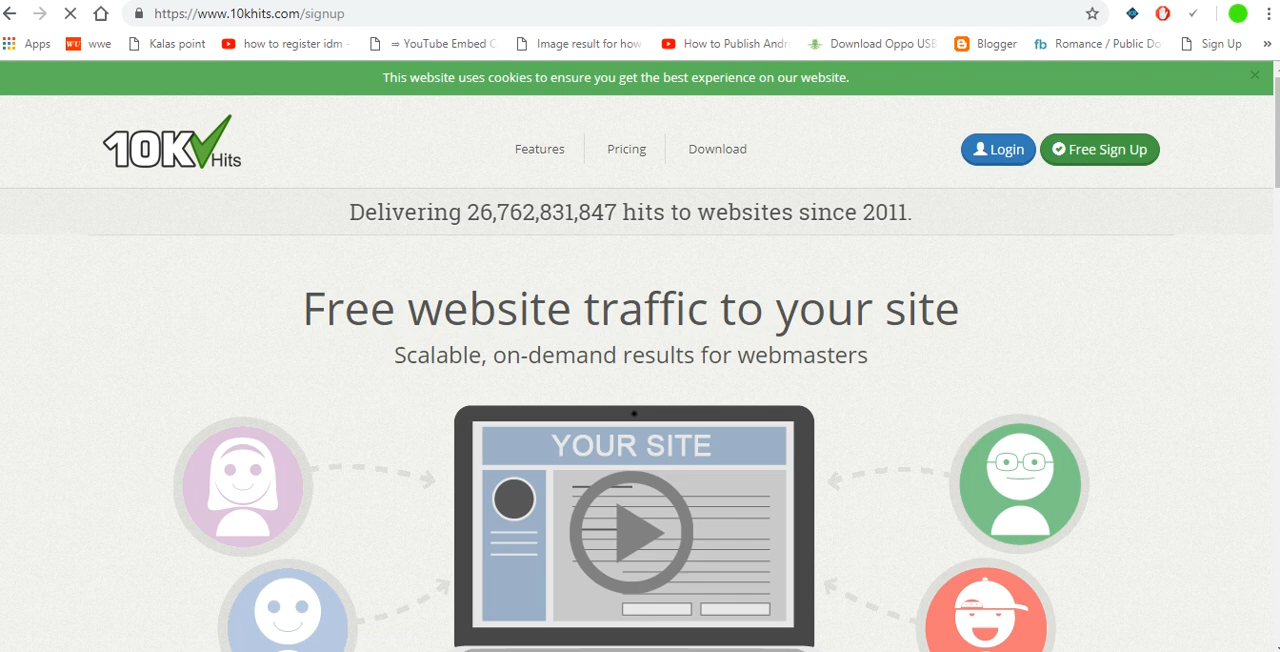 https://www.10khits.com/signup
Apps wwe Kalas point how to register idm - ⇒ YouTube Embed C Image result for how How to Publish Andr Download Oppo USB Blogger fb Romance / Public Do Sign Up »
This website uses cookies to ensure you get the best experience on our website. ×
10K Hits Features Pricing Download Login Free Sign Up
Delivering 26,762,831,847 hits to websites since 2011.
Free website traffic to your site
Scalable, on-demand results for webmasters
YOUR SITE